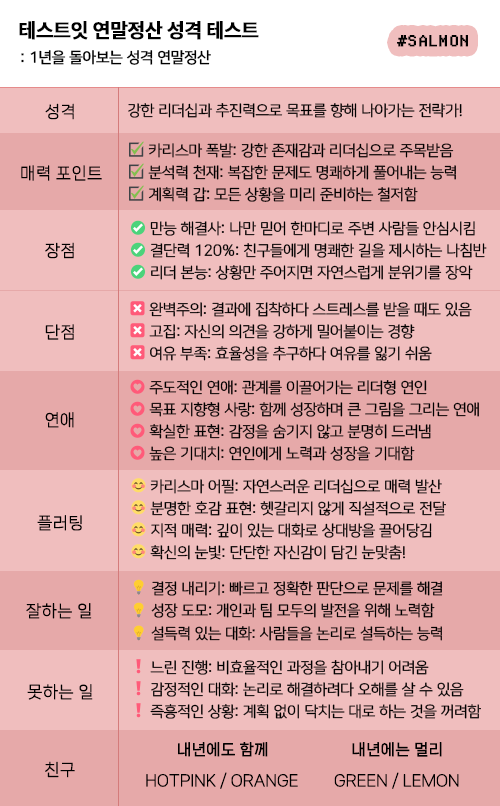 테스트잇 연말정산 성격 테스트
#SALMON
: 1년을 돌아보는 성격 연말정산
성격
강한 리더십과 추진력으로 목표를 향해 나아가는 전략가!
매력 포인트
카리스마 폭발: 강한 존재감과 리더십으로 주목받음
분석력 천재: 복잡한 문제도 명쾌하게 풀어내는 능력
계획력 갑: 모든 상황을 미리 준비하는 철저함
장점
만능 해결사: 나만 믿어 한마디로 주변 사람들 안심시킴
결단력 120%: 친구들에게 명쾌한 길을 제시하는 나침반
리더 본능: 상황만 주어지면 자연스럽게 분위기를 장악
단점
완벽주의: 결과에 집착하다 스트레스를 받을 때도 있음
고집: 자신의 의견을 강하게 밀어붙이는 경향
여유 부족: 효율성을 추구하다 여유를 잃기 쉬움
연애
주도적인 연애: 관계를 이끌어가는 리더형 연인
목표 지향형 사랑: 함께 성장하며 큰 그림을 그리는 연애
확실한 표현: 감정을 숨기지 않고 분명히 드러냄
높은 기대치: 연인에게 노력과 성장을 기대함
플러팅
카리스마 어필: 자연스러운 리더십으로 매력 발산
분명한 호감 표현: 헷갈리지 않게 직설적으로 전달
지적 매력: 깊이 있는 대화로 상대방을 끌어당김
확신의 눈빛: 단단한 자신감이 담긴 눈맞춤!
잘하는 일
결정 내리기: 빠르고 정확한 판단으로 문제를 해결
성장 도모: 개인과 팀 모두의 발전을 위해 노력함
설득력 있는 대화: 사람들을 논리로 설득하는 능력
못하는 일
느린 진행: 비효율적인 과정을 참아내기 어려움
감정적인 대화: 논리로 해결하려다 오해를 살 수 있음
즉흥적인 상황: 계획 없이 닥치는 대로 하는 것을 꺼려함
친구
내년에도 함께
내년에는 멀리
HOTPINK / ORANGE
GREEN / LEMON